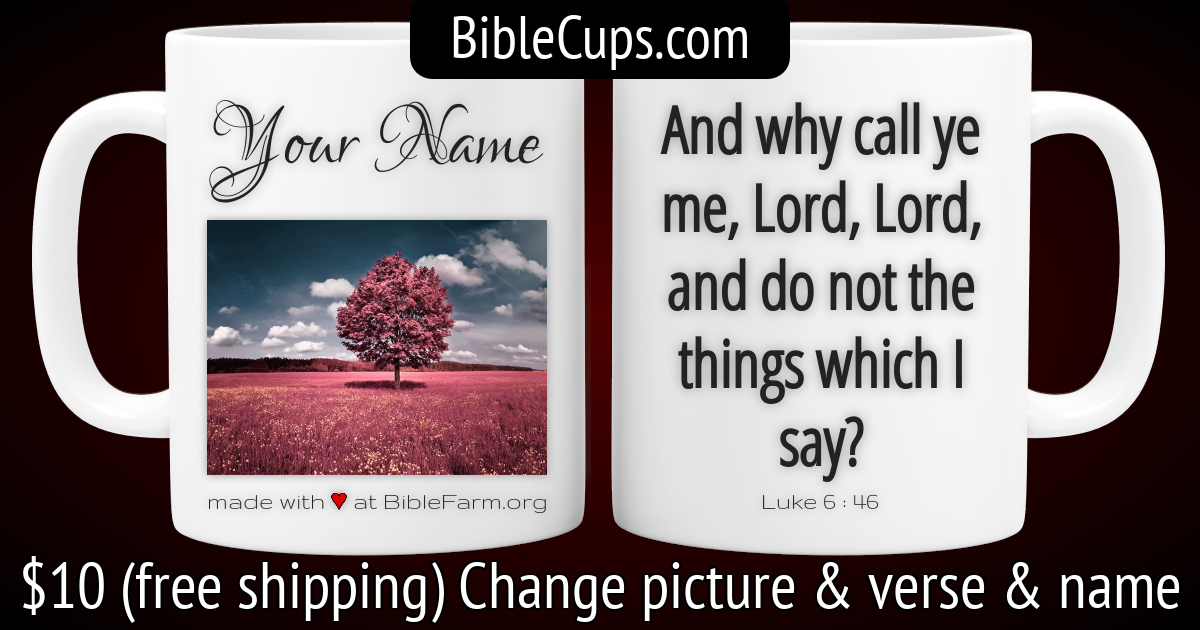 BibleCups.com
Your Name
made with ♥ at BibleFarm.org
And why call ye
me, Lord, Lord,
and do not the
things which I
say?
Luke 6 : 46
$10 (free shipping) Change picture & verse & name